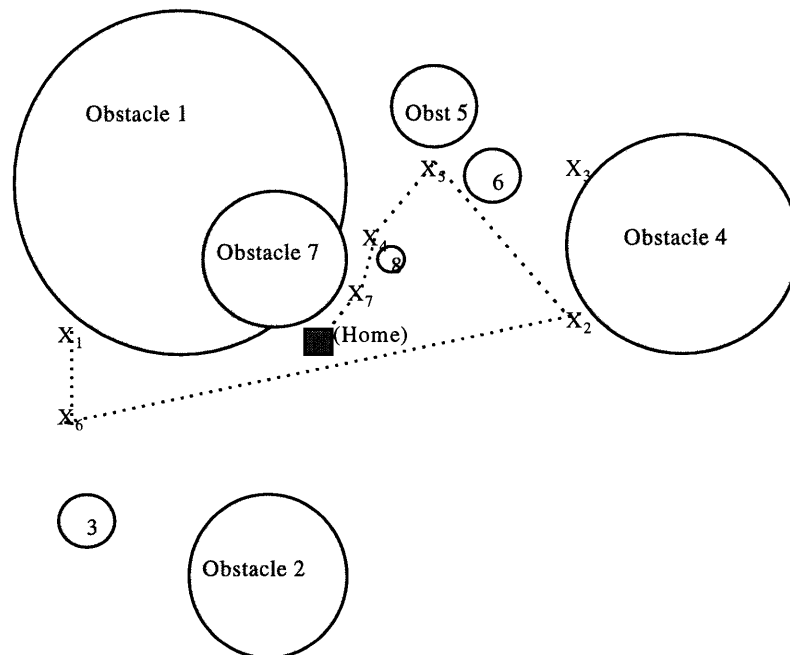 Obstacle 1
Obst 5
X5
6
X3
Obstacle 4
X4
Obstacle 7
8
X7
X1
(Home)
X2
X6
3
Obstacle 2